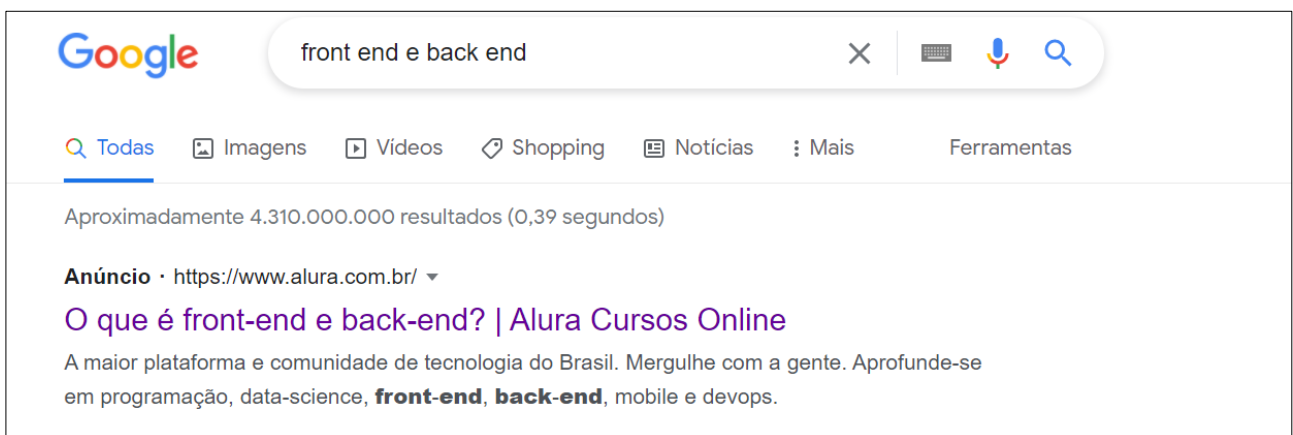 Google
front end e back end
Todas Imagens Vídeos Shopping Notícias Mais Ferramentas
Aproximadamente 4.310.000.000 resultados (0,39 segundos)
Anúncio · https://www.alura.com.br/
O que é front-end e back-end? | Alura Cursos Online
A maior plataforma e comunidade de tecnologia do Brasil. Mergulhe com a gente. Aprofunde-se
em programação, data-science, front-end, back-end, mobile e devops.